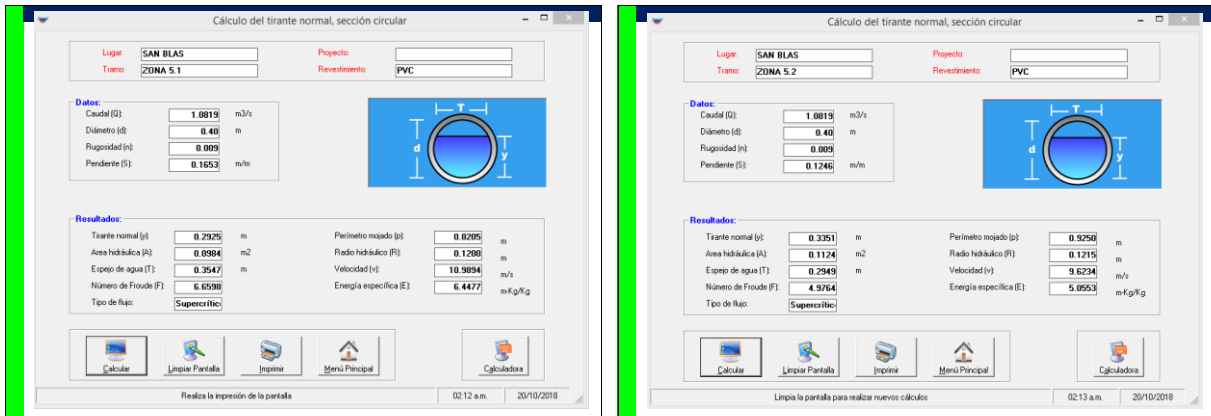 Cálculo del tirante normal, sección circular
Lugar: SAN BLAS Proyecto:
Tramo: ZONA 5.1 Revestimiento: PVC
Datos:
Caudal (Q): 1.0819 m3/s
Diámetro (d): 0.40 m
Rugosidad (n): 0.009
Pendiente (S): 0.1653 m/m
T
d
y
Resultados:
Tirante normal (y): 0.2925 m Perímetro mojado (p): 0.8205 m
Area hidráulica (A): 0.0984 m2 Radio hidráulico (R): 0.1200 m
Espejo de agua (T): 0.3547 m Velocidad (v): 10.9894 m/s
Número de Froude (F): 6.6598 Energía específica (E): 6.4477 m-Kg/Kg
Tipo de flujo: Supercrític
Calcular Limpiar Pantalla Imprimir Menú Principal Calculadora
Realiza la impresión de la pantalla 02:12 a.m. 20/10/2018
Cálculo del tirante normal, sección circular
Lugar: SAN BLAS Proyecto:
Tramo: ZONA 5.2 Revestimiento: PVC
Datos:
Caudal (Q): 1.0819 m3/s
Diámetro (d): 0.40 m
Rugosidad (n): 0.009
Pendiente (S): 0.1246 m/m
T
d
y
Resultados:
Tirante normal (y): 0.3351 m Perímetro mojado (p): 0.9250 m
Area hidráulica (A): 0.1124 m2 Radio hidráulico (R): 0.1215 m
Espejo de agua (T): 0.2949 m Velocidad (v): 9.6234 m/s
Número de Froude (F): 4.9764 Energía específica (E): 5.0553 m-Kg/Kg
Tipo de flujo: Supercrític
Calcular Limpiar Pantalla Imprimir Menú Principal Calculadora
Limpia la pantalla para realizar nuevos cálculos 02:13 a.m. 20/10/2018